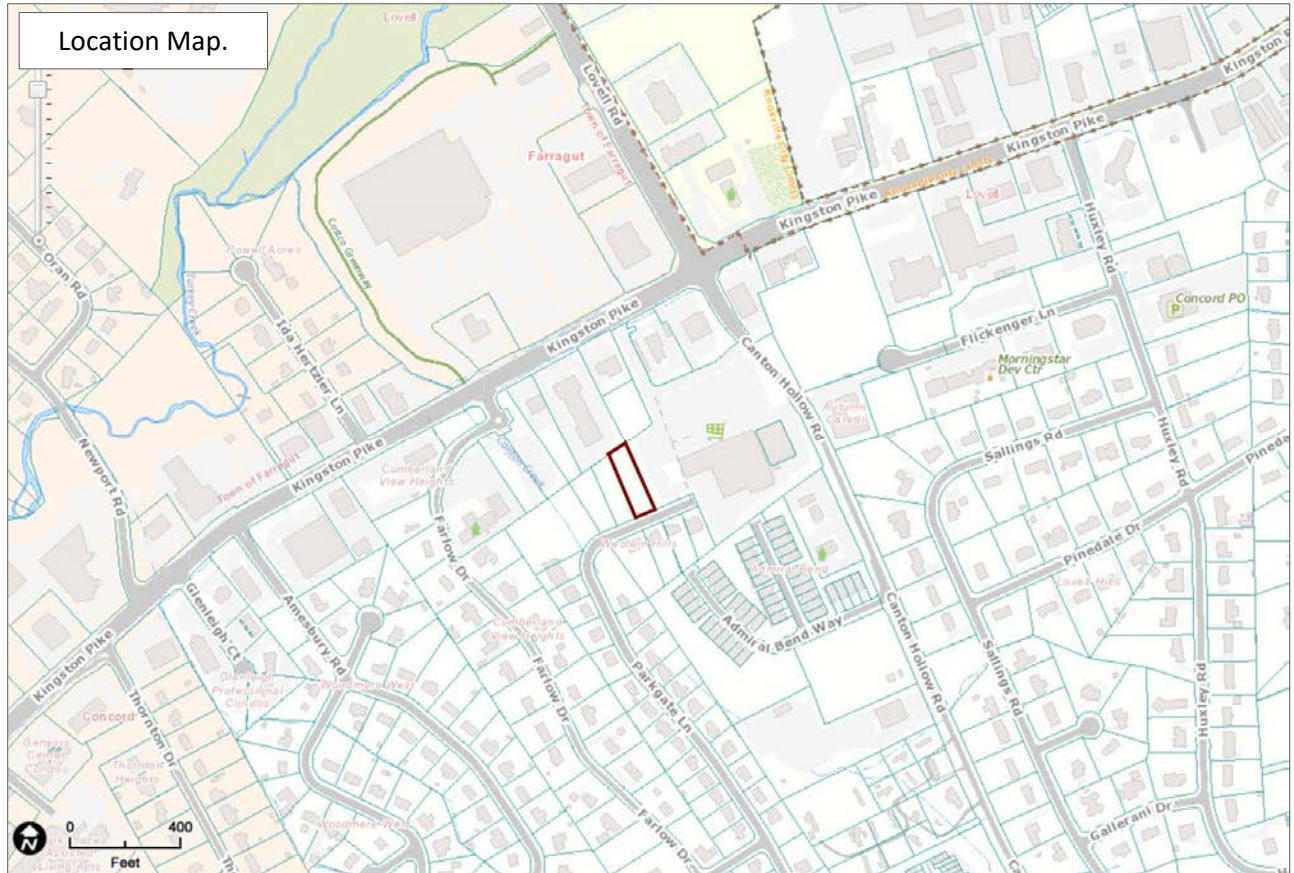 Location Map.
Lovell
Lovell Rd
Town of Farragut
Farragut
Knoxville City Limits
Kingston Pike
Kingston Pike
Kingston Pike
Lovell
Huxley Rd
Concord PO
P
Flickenger Ln
Morningstar
Dev Ctr
Oran Rd
Powell Acres
Costco Greenway
Turkey Creek
Ida Hertzler Ln
Kingston Pike
Canton Hollow Rd
Sallings Rd
Huxley Rd
Newport Rd
Town of Farragut
Kingston Pike
Cumberland
View Heights
Farlow Dr
Western Hills
Admiral Bend
Pinedale Dr
Admiral Bend Way
Canton Hollow Rd
Sallings Rd
Huxley Rd
Glenleigh Ct
Amesbury Rd
Cumberland
View Heights
Farlow Dr
Parkgate Ln
Kingston Pike
Thornton Dr
Glenleigh
Professional
Condos
Woodmere West
Concord
Thornton
Heights
Woodmere West
Farlow Dr
Gallerani Dr
N
0 400
Feet